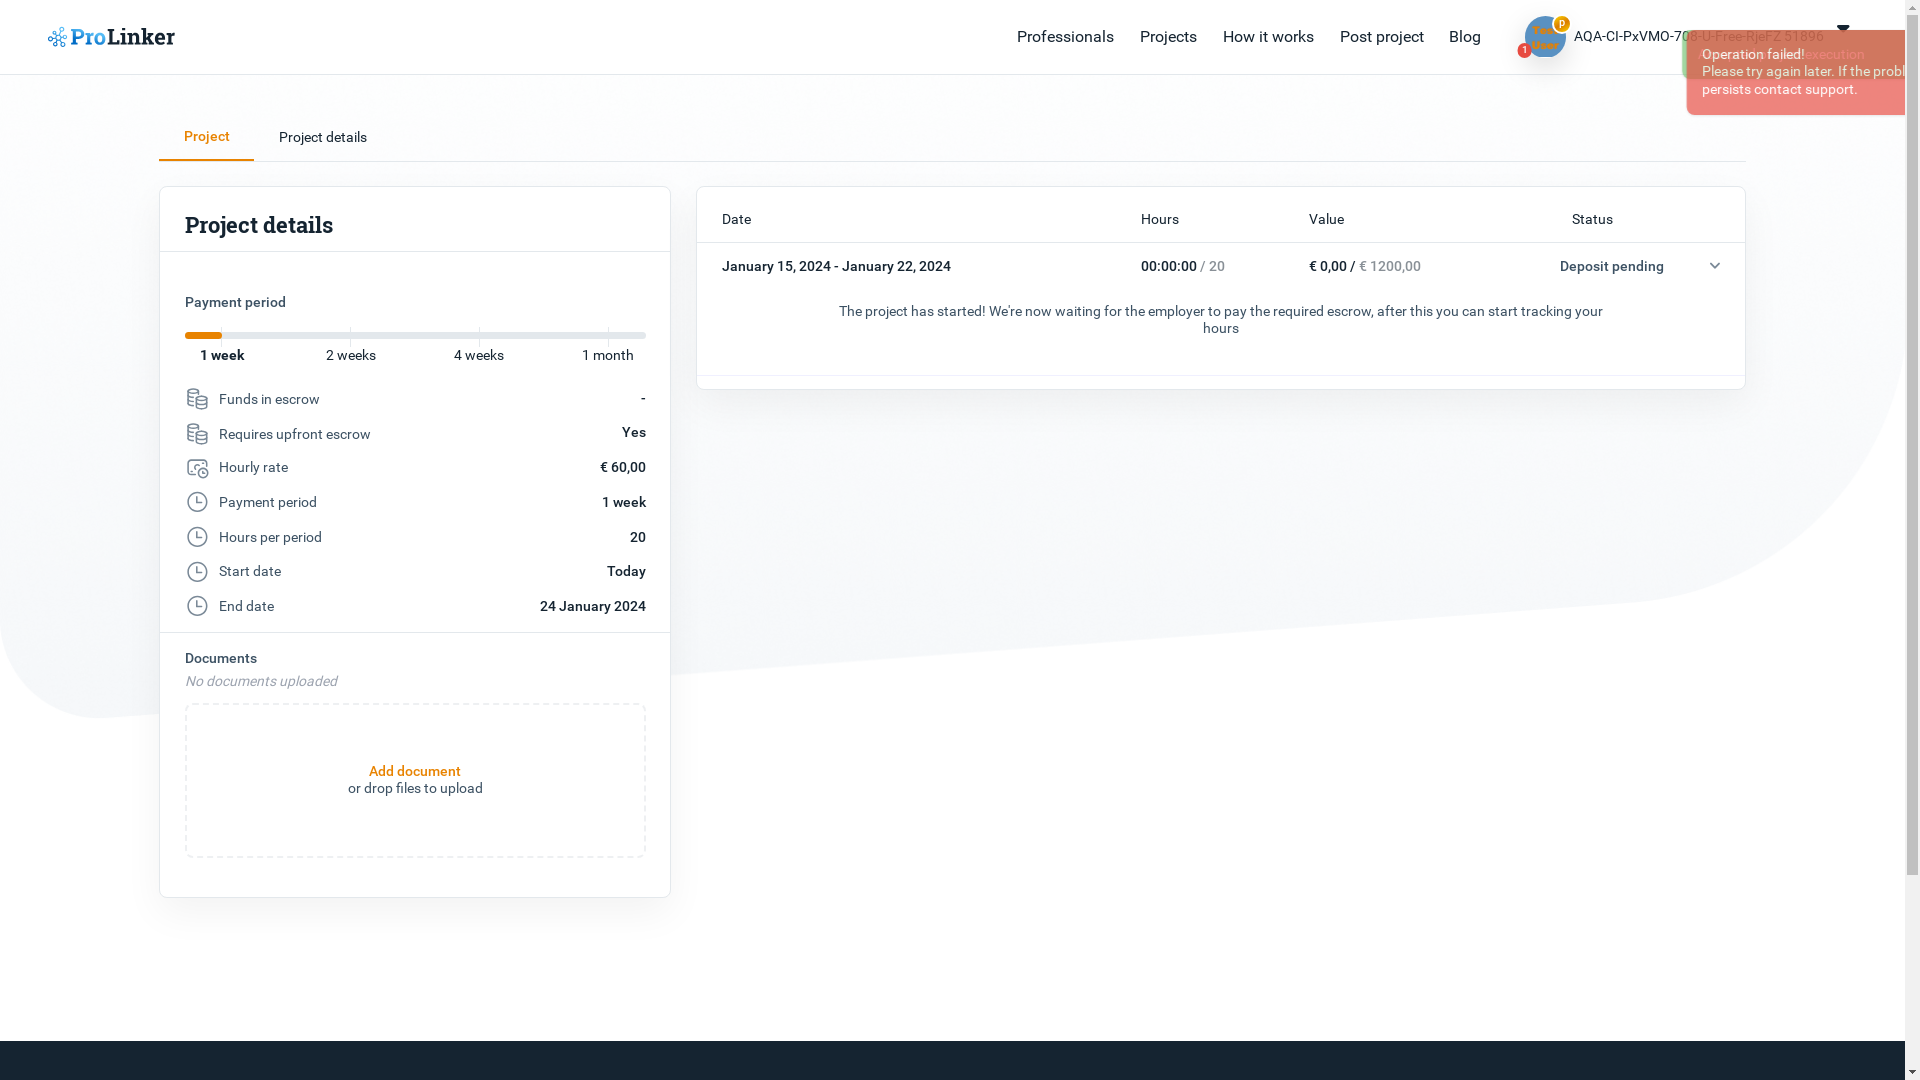 ProLinker
Professionals
Projects
How it works
Post project
Blog
P
1
AQA-CI-PxVMO-708-U-Free-RjeFZ 51896
Operation failed!
Please try again later. If the probl
persists contact support.
execution
Project
Project details
Project details
Payment period
1 week
2 weeks
4 weeks
1 month
Funds in escrow -
Requires upfront escrow Yes
Hourly rate € 60,00
Payment period 1 week
Hours per period 20
Start date Today
End date 24 January 2024
Documents
No documents uploaded
Add document
or drop files to upload
Date Hours Value Status
January 15, 2024 - January 22, 2024 00:00:00 / 20 € 0,00 / € 1200,00 Deposit pending
The project has started! We're now waiting for the employer to pay the required escrow, after this you can start tracking your
hours